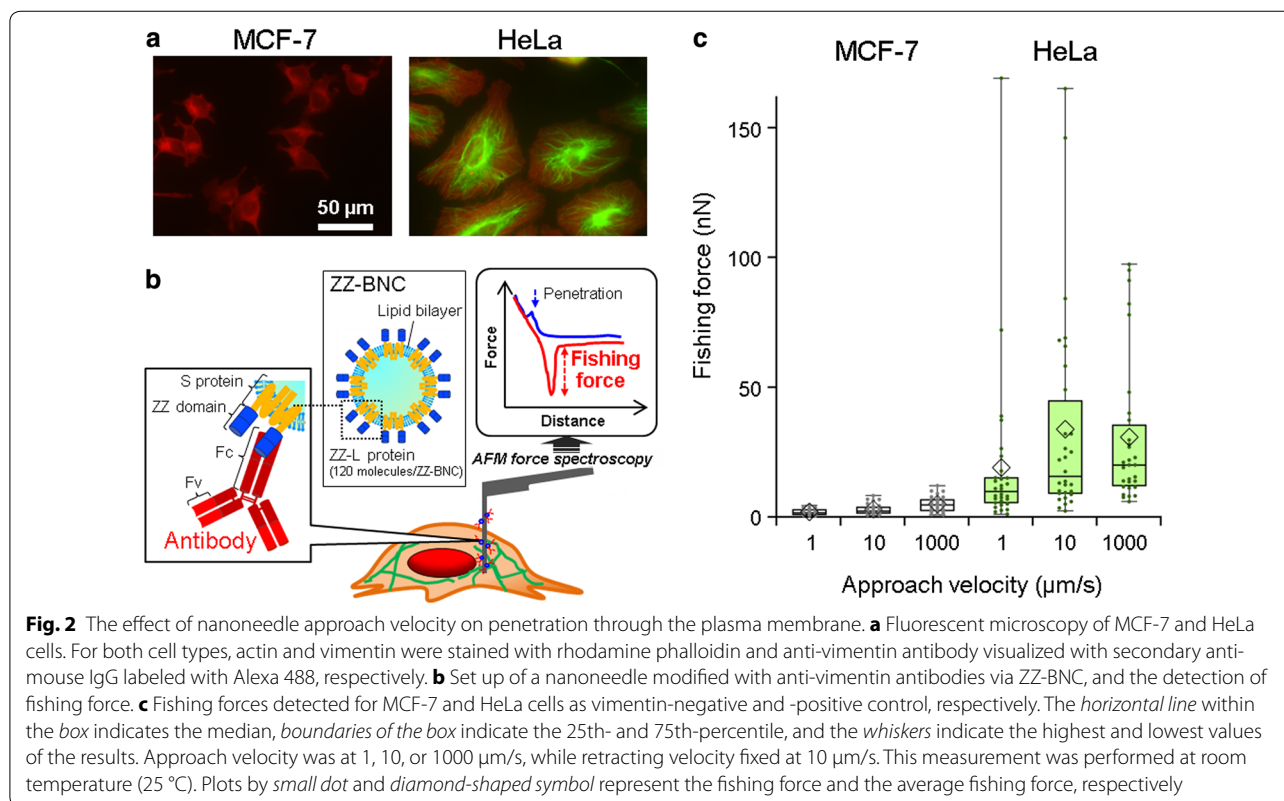 a
MCF-7
HeLa
50 µm
b
ZZ-BNC
Lipid bilayer
S protein
ZZ domain
Fc
Fv
Antibody
ZZ-L protein
(120 molecules/ZZ-BNC)
Penetration
Force
Fishing
force
Distance
AFM force spectroscopy
c
MCF-7
HeLa
Fishing force (nN)
150
100
50
0
1
10
1000
1
10
1000
Approach velocity (µm/s)
Fig. 2 The effect of nanoneedle approach velocity on penetration through the plasma membrane. a Fluorescent microscopy of MCF-7 and HeLa
cells. For both cell types, actin and vimentin were stained with rhodamine phalloidin and anti-vimentin antibody visualized with secondary anti-
mouse IgG labeled with Alexa 488, respectively. b Set up of a nanoneedle modified with anti-vimentin antibodies via ZZ-BNC, and the detection of
fishing force. c Fishing forces detected for MCF-7 and HeLa cells as vimentin-negative and -positive control, respectively. The horizontal line within
the box indicates the median, boundaries of the box indicate the 25th- and 75th-percentile, and the whiskers indicate the highest and lowest values
of the results. Approach velocity was at 1, 10, or 1000 µm/s, while retracting velocity fixed at 10 µm/s. This measurement was performed at room
temperature (25 °C). Plots by small dot and diamond-shaped symbol represent the fishing force and the average fishing force, respectively